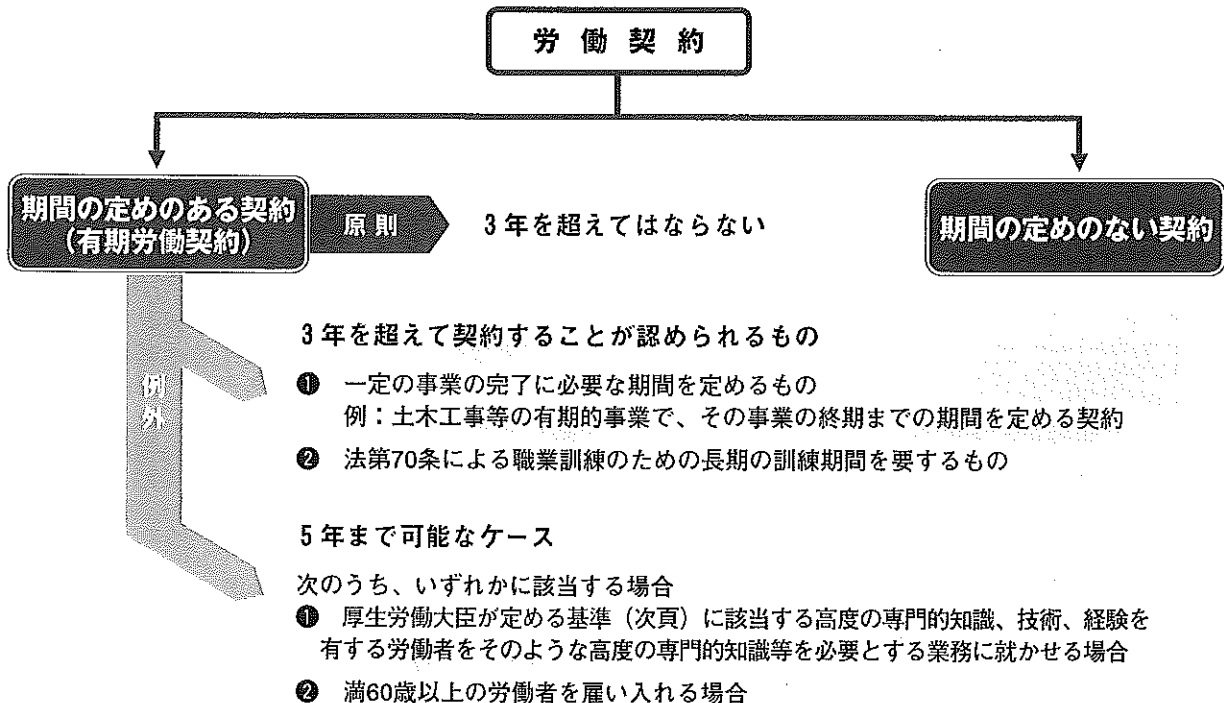 労働契約
期間の定めのある契約
(有期労働契約)
原則
3年を超えてはならない
期間の定めのない契約
例外
3年を超えて契約することが認められるもの
❶ 一定の事業の完了に必要な期間を定めるもの
例：土木工事等の有期的事業で、その事業の終期までの期間を定める契約
❷ 法第70条による職業訓練のための長期の訓練期間を要するもの
5年まで可能なケース
次のうち、いずれかに該当する場合
❶ 厚生労働大臣が定める基準（次頁）に該当する高度の専門的知識、技術、経験を
有する労働者をそのような高度の専門的知識等を必要とする業務に就かせる場合
❷ 満60歳以上の労働者を雇い入れる場合